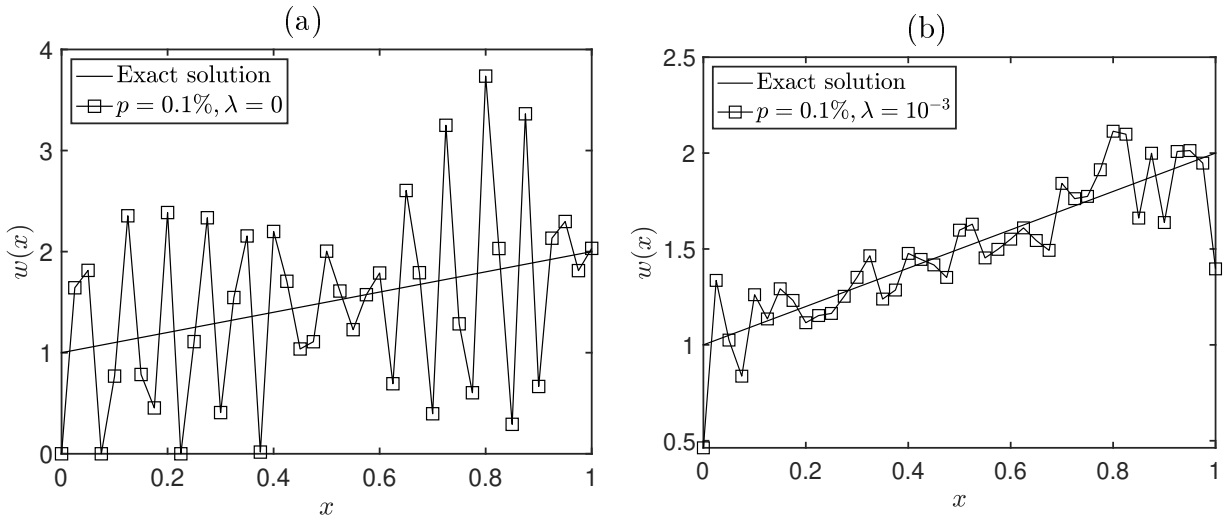 (a)
4
3
2
1
0
w(x)
Exact solution
p = 0.1%, λ = 0
0
0.2
0.4
0.6
0.8
1
x
(b)
2.5
2
1.5
1
0.5
w(x)
Exact solution
p = 0.1%, λ = 10⁻³
0
0.2
0.4
0.6
0.8
1
x